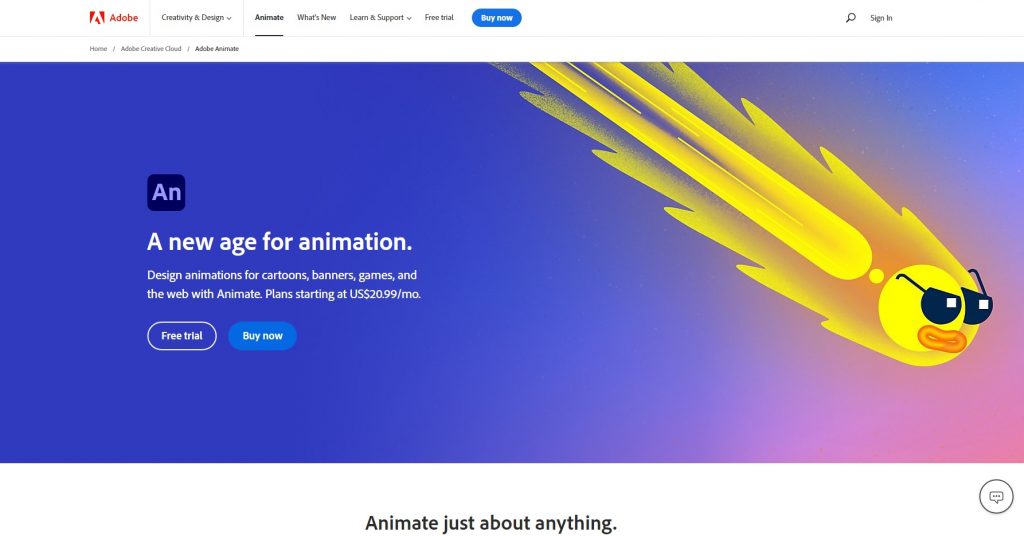 Adobe
Creativity & Design
Animate
What's New
Learn & Support
Free trial
Buy now
Sign In
Home / Adobe Creative Cloud / Adobe Animate
An
A new age for animation.
Design animations for cartoons, banners, games, and
the web with Animate. Plans starting at US$20.99/mo.
Free trial
Buy now
Animate just about anything.